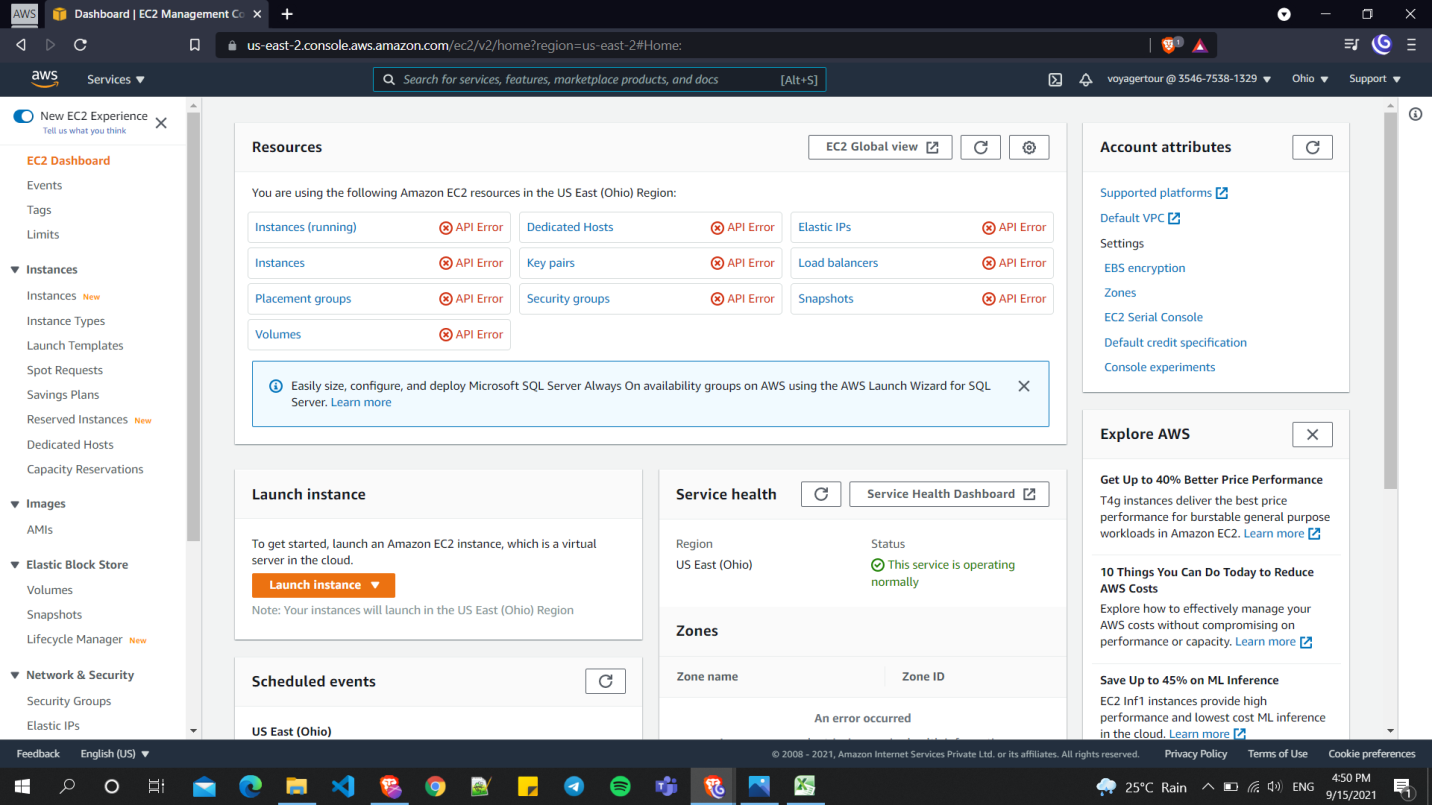 AWS
Dashboard | EC2 Management Co
us-east-2.console.aws.amazon.com/ec2/v2/home?region=us-east-2#Home:
1
aws
Services
Search for services, features, marketplace products, and docs
[Alt+S]
voyagertour @ 3546-7538-1329
Ohio
Support
New EC2 Experience
Tell us what you think
EC2 Dashboard
Events
Tags
Limits
Instances
Instances New
Instance Types
Launch Templates
Spot Requests
Savings Plans
Reserved Instances New
Dedicated Hosts
Capacity Reservations
Images
AMIs
Elastic Block Store
Volumes
Snapshots
Lifecycle Manager New
Network & Security
Security Groups
Elastic IPs
Resources
EC2 Global view
You are using the following Amazon EC2 resources in the US East (Ohio) Region:
Instances (running) API Error
Dedicated Hosts API Error
Elastic IPs API Error
Instances API Error
Key pairs API Error
Load balancers API Error
Placement groups API Error
Security groups API Error
Snapshots API Error
Volumes API Error
Easily size, configure, and deploy Microsoft SQL Server Always On availability groups on AWS using the AWS Launch Wizard for SQL
Server. Learn more
Launch instance
To get started, launch an Amazon EC2 instance, which is a virtual
server in the cloud.
Launch instance
Note: Your instances will launch in the US East (Ohio) Region
Scheduled events
US East (Ohio)
Service health
Service Health Dashboard
Region
US East (Ohio)
Status
This service is operating
normally
Zones
Zone name
Zone ID
An error occurred
Account attributes
Supported platforms
Default VPC
Settings
EBS encryption
Zones
EC2 Serial Console
Default credit specification
Console experiments
Explore AWS
Get Up to 40% Better Price Performance
T4g instances deliver the best price
performance for burstable general purpose
workloads in Amazon EC2. Learn more
10 Things You Can Do Today to Reduce
AWS Costs
Explore how to effectively manage your
AWS costs without compromising on
performance or capacity. Learn more
Save Up to 45% on ML Inference
EC2 Inf1 instances provide high
performance and lowest cost ML inference
in the cloud. Learn more
Feedback
English (US)
© 2008 - 2021, Amazon Internet Services Private Ltd. or its affiliates. All rights reserved.
Privacy Policy
Terms of Use
Cookie preferences
25°C Rain
ENG
4:50 PM
9/15/2021
1